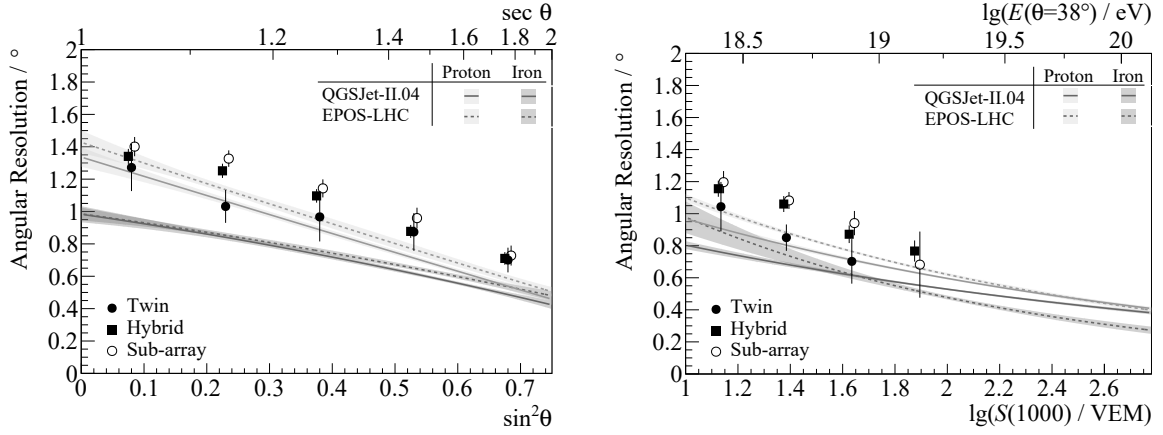 sec θ
1 1.2 1.4 1.6 1.8 2
Angular Resolution / °
2
1.8
1.6
1.4
1.2
1
0.8
0.6
0.4
0.2
0
Proton Iron
QGSJet-II.04
EPOS-LHC
Twin
Hybrid
Sub-array
0 0.1 0.2 0.3 0.4 0.5 0.6 0.7
sin²θ
lg(E(θ=38°) / eV)
18.5 19 19.5 20
Angular Resolution / °
2
1.8
1.6
1.4
1.2
1
0.8
0.6
0.4
0.2
0
Proton Iron
QGSJet-II.04
EPOS-LHC
Twin
Hybrid
Sub-array
1 1.2 1.4 1.6 1.8 2 2.2 2.4 2.6
lg(S(1000) / VEM)